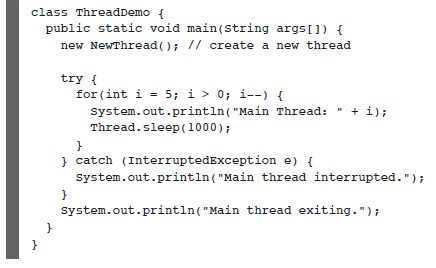 class ThreadDemo {
  public static void main(String args[]) {
    new NewThread(); // create a new thread

    try {
      for(int i = 5; i > 0; i--) {
        System.out.println("Main Thread: " + i);
        Thread.sleep(1000);
      }
    } catch (InterruptedException e) {
      System.out.println("Main thread interrupted.");
    }
    System.out.println("Main thread exiting.");
  }
}